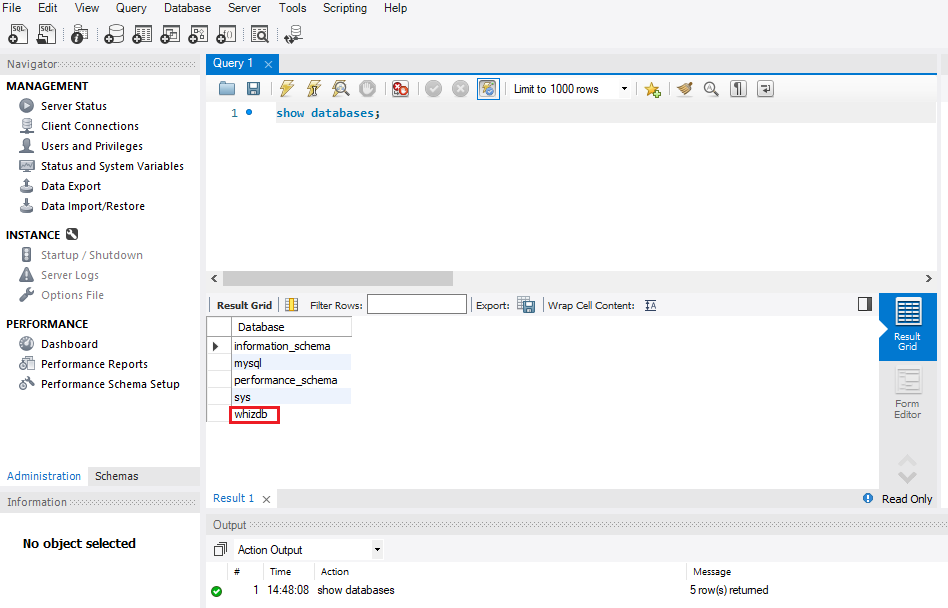 File Edit View Query Database Server Tools Scripting Help
Navigator
MANAGEMENT
Server Status
Client Connections
Users and Privileges
Status and System Variables
Data Export
Data Import/Restore
INSTANCE
Startup / Shutdown
Server Logs
Options File
PERFORMANCE
Dashboard
Performance Reports
Performance Schema Setup
Administration Schemas
Information
No object selected
Query 1
Limit to 1000 rows
1 show databases;
Result Grid Filter Rows: Export: Wrap Cell Content:
Database
information_schema
mysql
performance_schema
sys
whizdb
Result
Grid
Form
Editor
Result 1 Read Only
Output
Action Output
# Time Action Message
1 14:48:08 show databases 5 row(s) returned